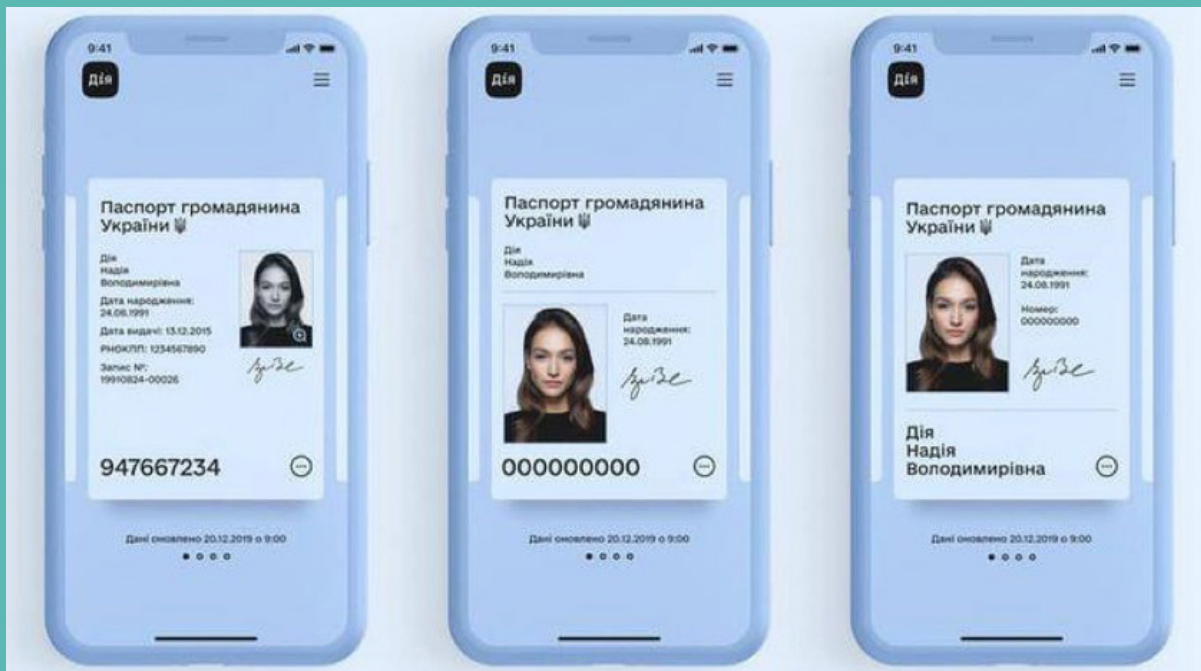 9:41
Дія
Паспорт громадянина
України
Дія
Надія
Володимирівна
Дата народження:
24.08.1991
Дата видачі: 13.12.2015
РНОКПП: 1234567890
Запис №:
19910824-00026
947667234
Дані оновлено 20.12.2019 о 9:00
9:41
Дія
Паспорт громадянина
України
Дія
Надія
Володимирівна
Дата
народження:
24.08.1991
000000000
Дані оновлено 20.12.2019 о 9:00
9:41
Дія
Паспорт громадянина
України
Дата
народження:
24.08.1991
Номер:
000000000
Дія
Надія
Володимирівна
Дані оновлено 20.12.2019 о 9:00